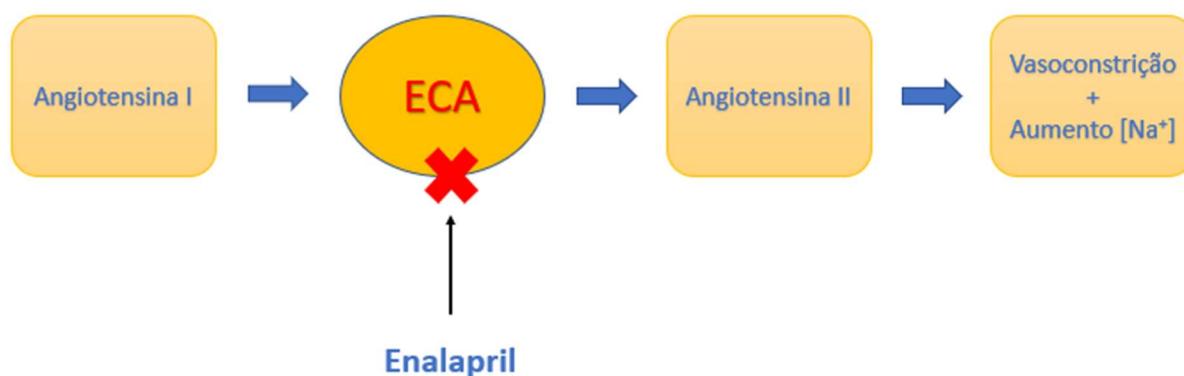 Angiotensina I
ECA
Angiotensina II
Vasoconstrição
+
Aumento [Na⁺]
Enalapril